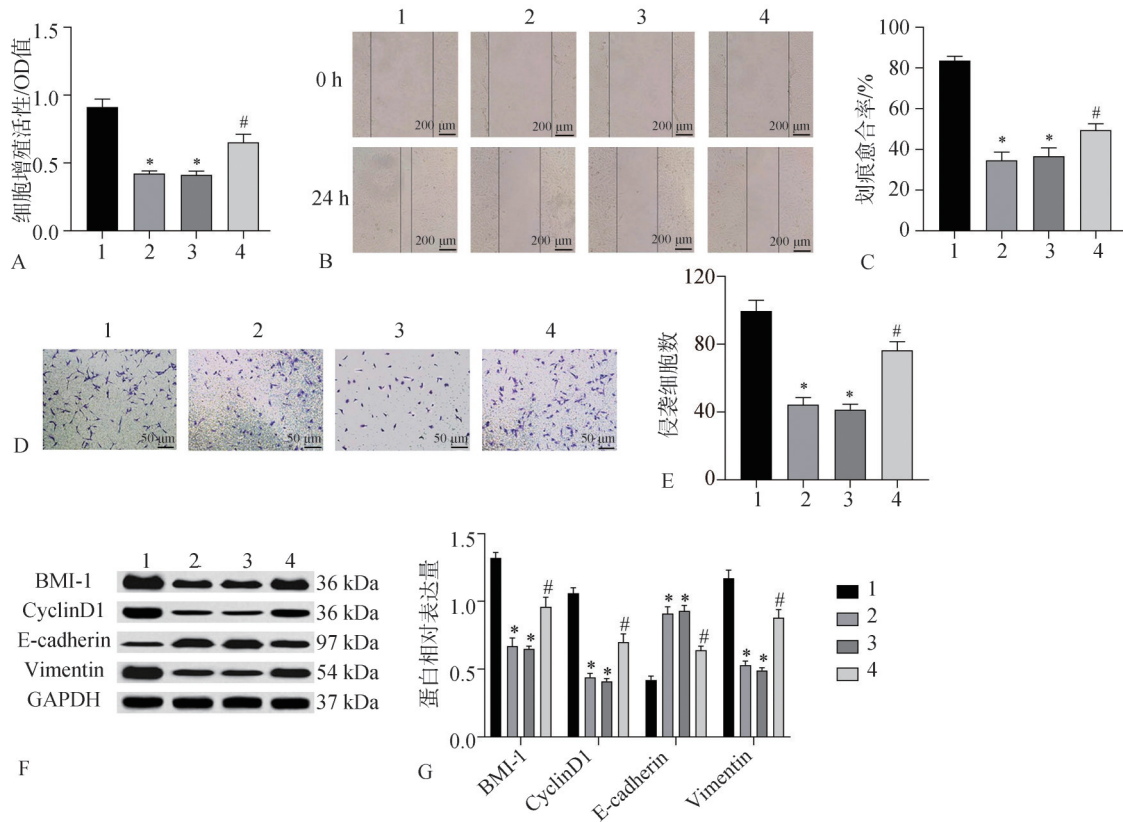 细胞增殖活性/OD值
1.5
1.0
0.5
0.0
*
*
#
1 2 3 4
A
1 2 3 4
0 h
200 μm 200 μm 200 μm 200 μm
24 h
200 μm 200 μm 200 μm 200 μm
B
划痕愈合率/%
100
80
60
40
20
0
*
*
#
1 2 3 4
C
1 2 3 4
50 μm 50 μm 50 μm 50 μm
D
侵袭细胞数
120
80
40
0
*
*
#
1 2 3 4
E
1 2 3 4
BMI-1 36 kDa
CyclinD1 36 kDa
E-cadherin 97 kDa
Vimentin 54 kDa
GAPDH 37 kDa
F
蛋白相对表达量
1.5
1.0
0.5
0.0
* * #
* * #
* * #
* * #
BMI-1 CyclinD1 E-cadherin Vimentin
1
2
3
4
G